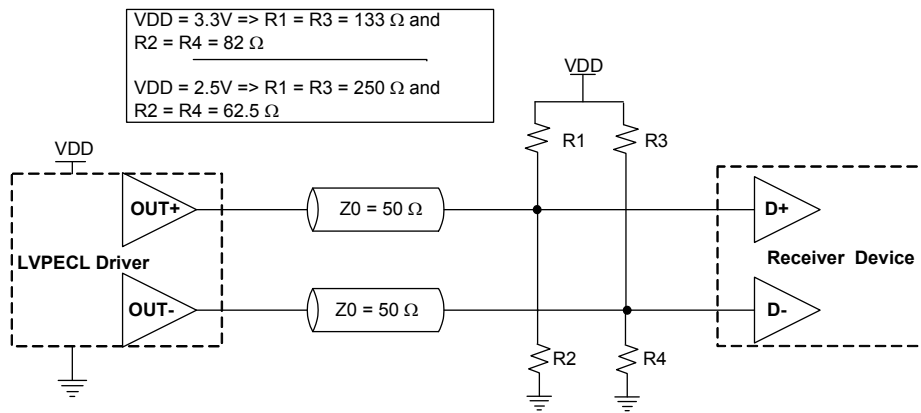 VDD = 3.3V => R1 = R3 = 133 Ω and
R2 = R4 = 82 Ω
VDD = 2.5V => R1 = R3 = 250 Ω and
R2 = R4 = 62.5 Ω
VDD
R1
R3
VDD
OUT+
Z0 = 50 Ω
D+
LVPECL Driver
Receiver Device
OUT-
Z0 = 50 Ω
D-
R2
R4